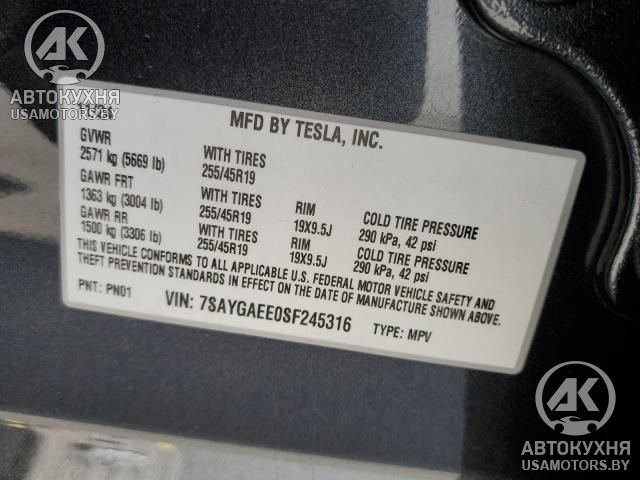 АК
АВТОКУХНЯ
USAMOTORS.BY
MFD BY TESLA, INC.
GVWR
2571 kg (5669 lb) WITH TIRES 255/45R19
GAWR FRT
1363 kg (3004 lb) WITH TIRES 255/45R19 RIM 19X9.5J COLD TIRE PRESSURE 290 kPa, 42 psi
GAWR RR
1500 kg (3306 lb) WITH TIRES 255/45R19 RIM 19X9.5J COLD TIRE PRESSURE 290 kPa, 42 psi
THIS VEHICLE CONFORMS TO ALL APPLICABLE U.S. FEDERAL MOTOR VEHICLE SAFETY AND
THEFT PREVENTION STANDARDS IN EFFECT ON THE DATE OF MANUFACTURE SHOWN ABOVE.
PNT: PN01 VIN: 7SAYGAEE0SF245316 TYPE: MPV
АК
АВТОКУХНЯ
USAMOTORS.BY